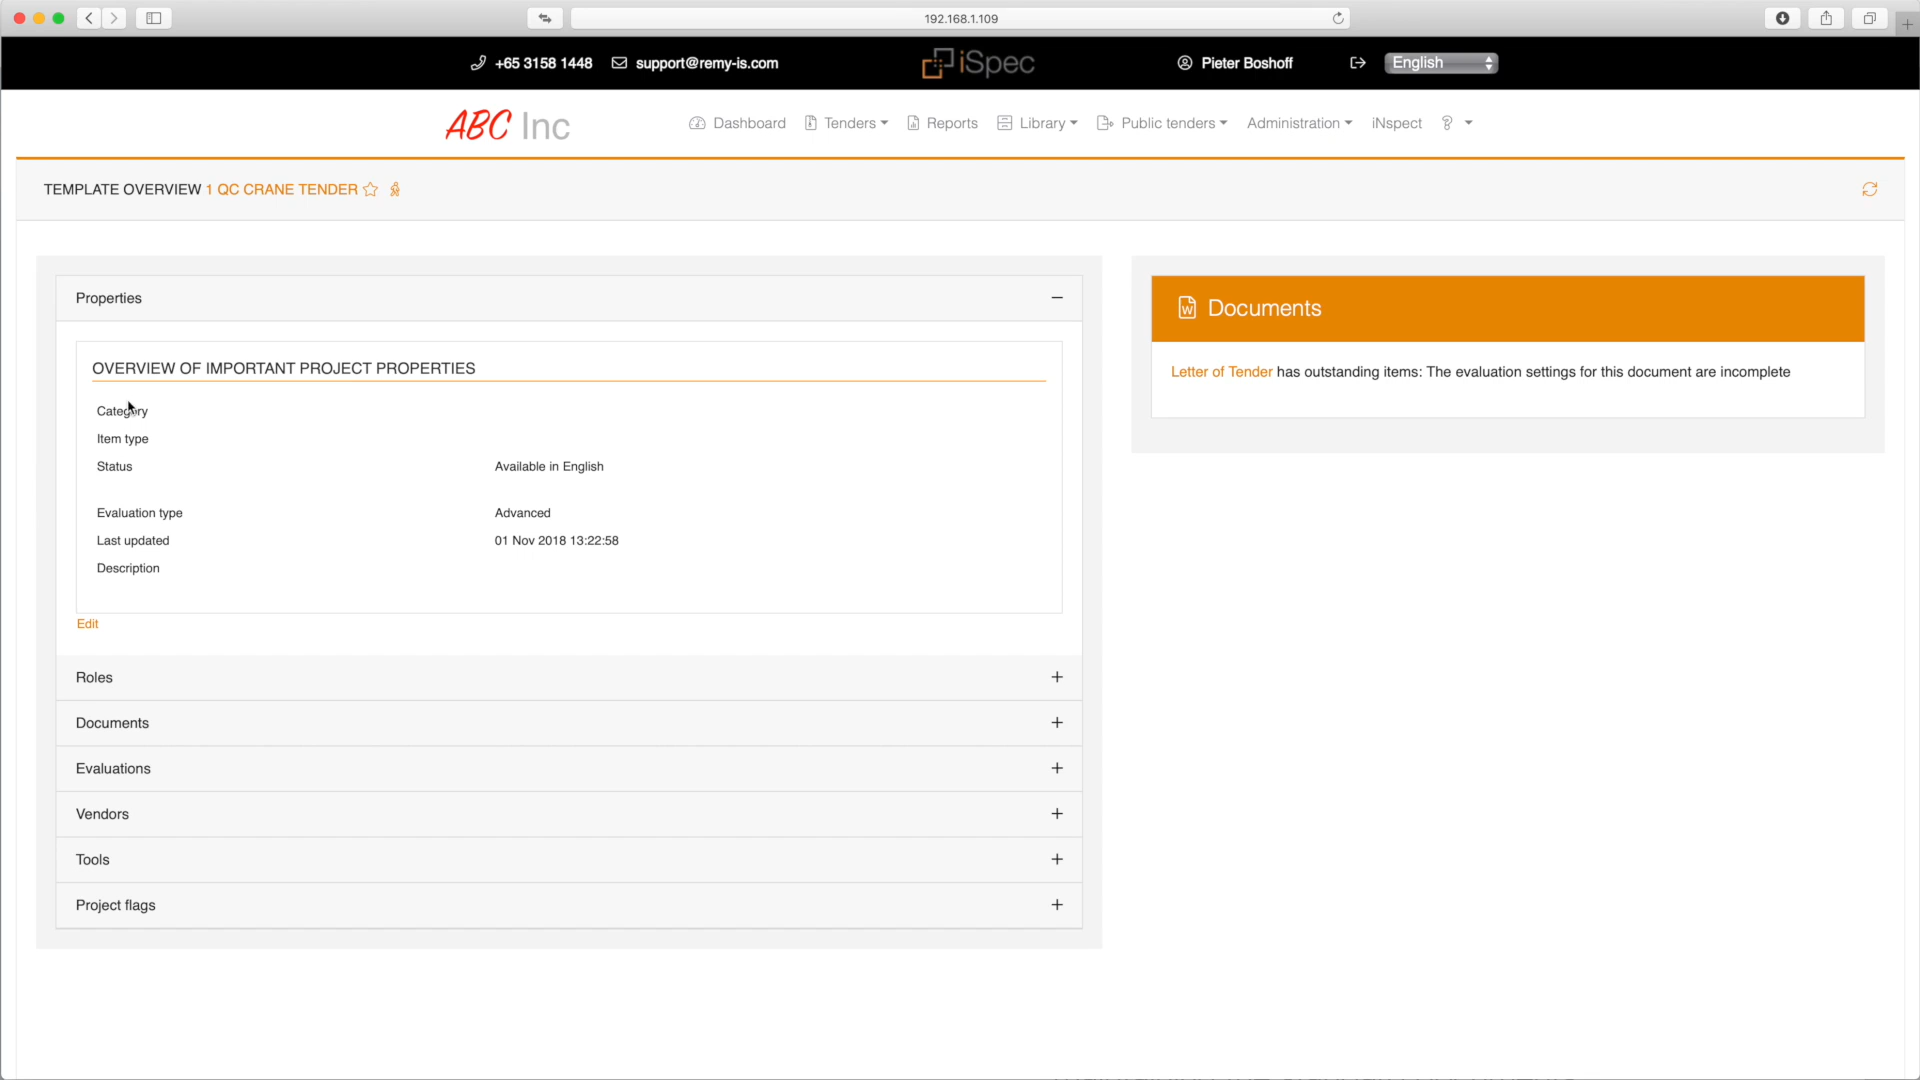 192.168.1.109
+65 3158 1448 support@remy-is.com iSpec Pieter Boshoff English
ABC Inc Dashboard Tenders Reports Library Public tenders Administration iNspect
TEMPLATE OVERVIEW 1 QC CRANE TENDER
Properties
OVERVIEW OF IMPORTANT PROJECT PROPERTIES
Category
Item type
Status Available in English
Evaluation type Advanced
Last updated 01 Nov 2018 13:22:58
Description
Edit
Roles
Documents
Evaluations
Vendors
Tools
Project flags
Documents
Letter of Tender has outstanding items: The evaluation settings for this document are incomplete